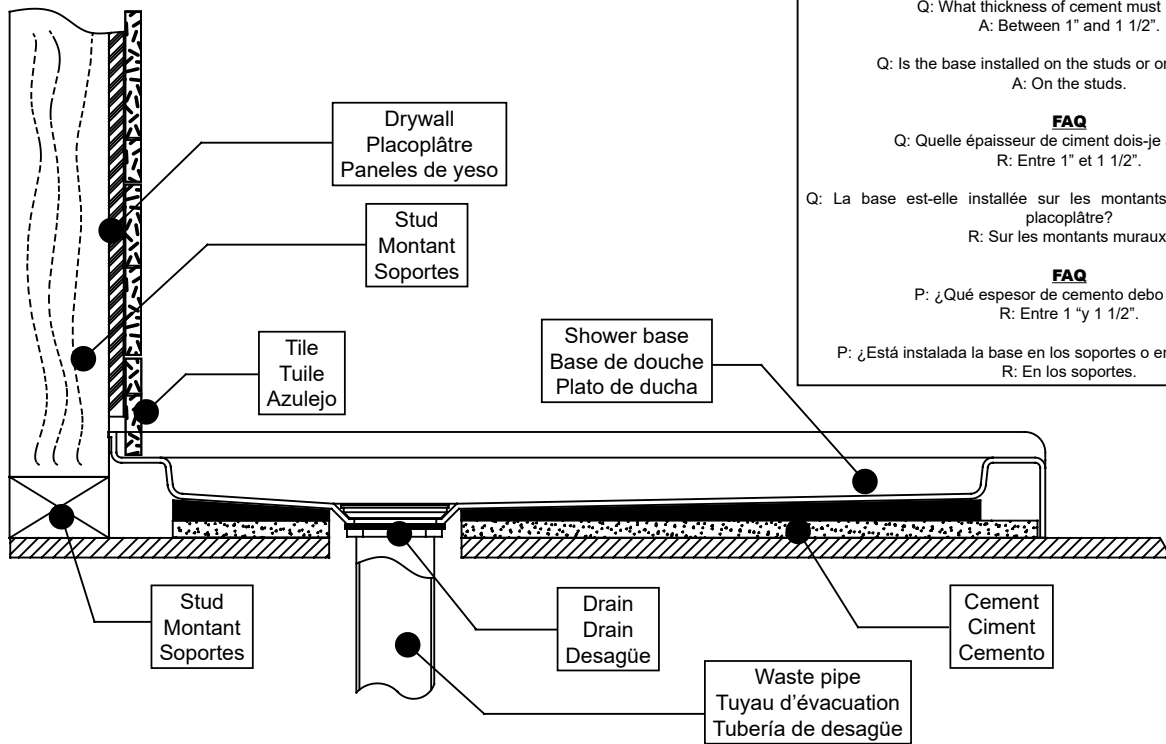 Drywall
Placoplâtre
Paneles de yeso
Stud
Montant
Soportes
Tile
Tuile
Azulejo
Shower base
Base de douche
Plato de ducha
Stud
Montant
Soportes
Drain
Drain
Desagüe
Waste pipe
Tuyau d’évacuation
Tubería de desagüe
Cement
Ciment
Cemento
Q: What thickness of cement must
A: Between 1” and 1 1/2”.
Q: Is the base installed on the studs or
A: On the studs.
FAQ
Q: Quelle épaisseur de ciment dois-je
R: Entre 1” et 1 1/2”.
Q: La base est-elle installée sur les montants
placoplâtre?
R: Sur les montants muraux
FAQ
P: ¿Qué espesor de cemento debo
R: Entre 1 “y 1 1/2”.
P: ¿Está instalada la base en los soportes o
R: En los soportes.